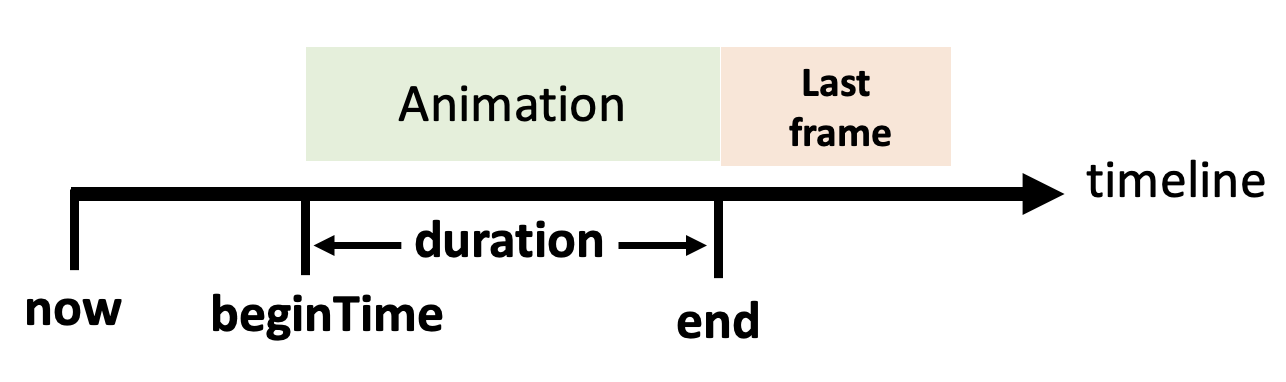 Animation
Last
frame
timeline
duration
now
beginTime
end